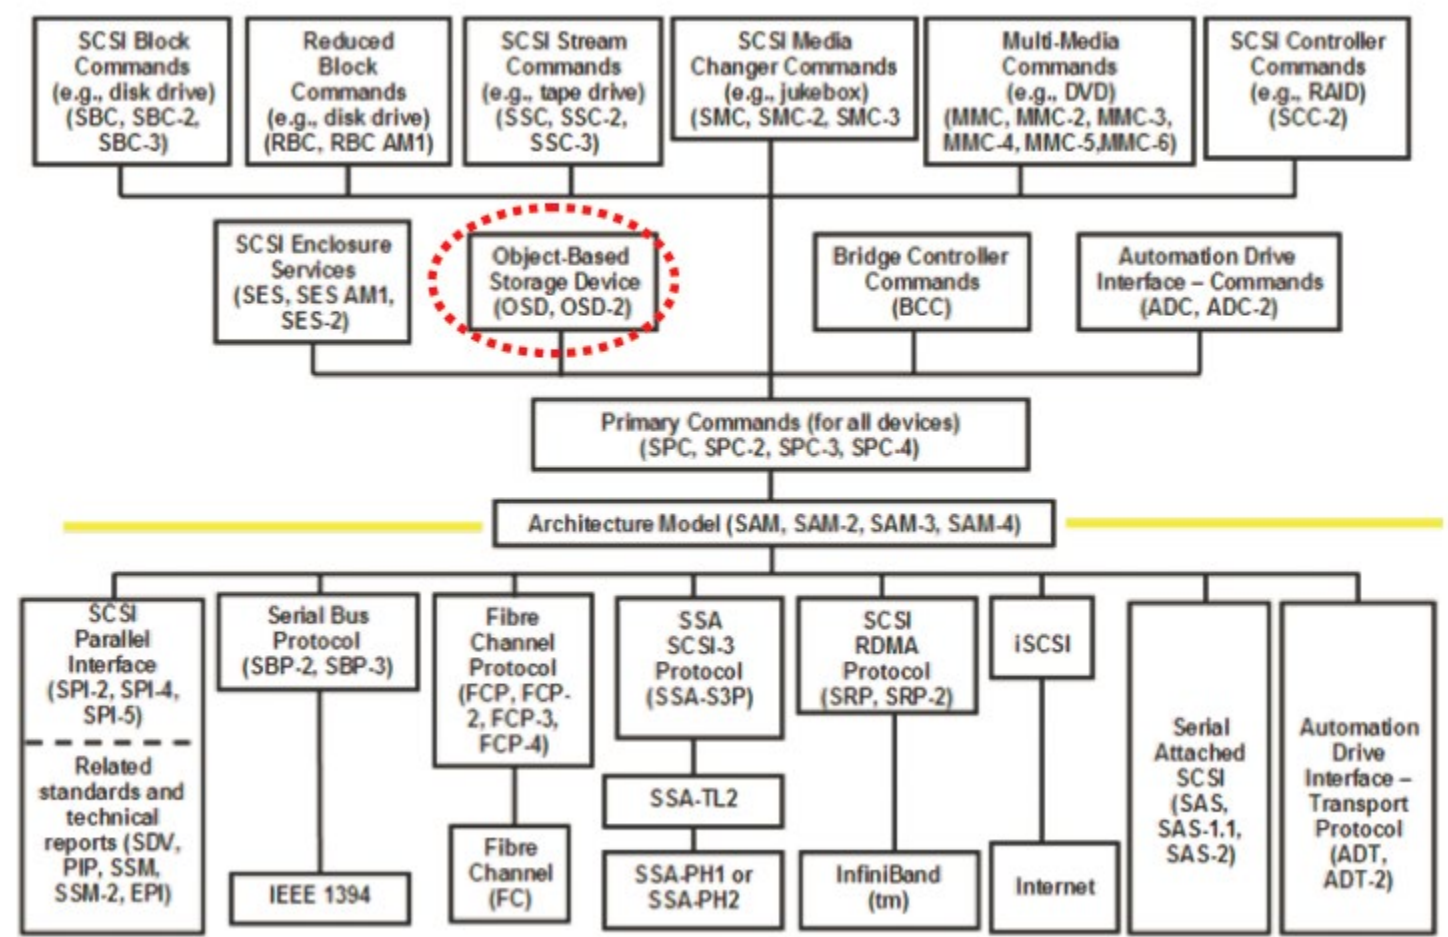 SCSI Block
Commands
(e.g., disk drive)
(SBC, SBC-2,
SBC-3)
Reduced
Block
Commands
(e.g., disk drive)
(RBC, RBC AM1)
SCSI Stream
Commands
(e.g., tape drive)
(SSC, SSC-2,
SSC-3)
SCSI Media
Changer Commands
(e.g., jukebox)
(SMC, SMC-2, SMC-3
Multi-Media
Commands
(e.g., DVD)
(MMC, MMC-2, MMC-3,
MMC-4, MMC-5,MMC-6)
SCSI Controller
Commands
(e.g., RAID)
(SCC-2)
SCSI Enclosure
Services
(SES, SES AM1,
SES-2)
Object-Based
Storage Device
(OSD, OSD-2)
Bridge Controller
Commands
(BCC)
Automation Drive
Interface – Commands
(ADC, ADC-2)
Primary Commands (for all devices)
(SPC, SPC-2, SPC-3, SPC-4)
Architecture Model (SAM, SAM-2, SAM-3, SAM-4)
SCSI
Parallel
Interface
(SPI-2, SPI-4,
SPI-5)
Related
standards and
technical
reports (SDV,
PIP, SSM,
SSM-2, EPI)
Serial Bus
Protocol
(SBP-2, SBP-3)
IEEE 1394
Fibre
Channel
Protocol
(FCP, FCP-
2, FCP-3,
FCP-4)
Fibre
Channel
(FC)
SSA
SCSI-3
Protocol
(SSA-S3P)
SSA-TL2
SSA-PH1 or
SSA-PH2
SCSI
RDMA
Protocol
(SRP, SRP-2)
InfiniBand
(tm)
iSCSI
Internet
Serial
Attached
SCSI
(SAS,
SAS-1.1,
SAS-2)
Automation
Drive
Interface –
Transport
Protocol
(ADT,
ADT-2)